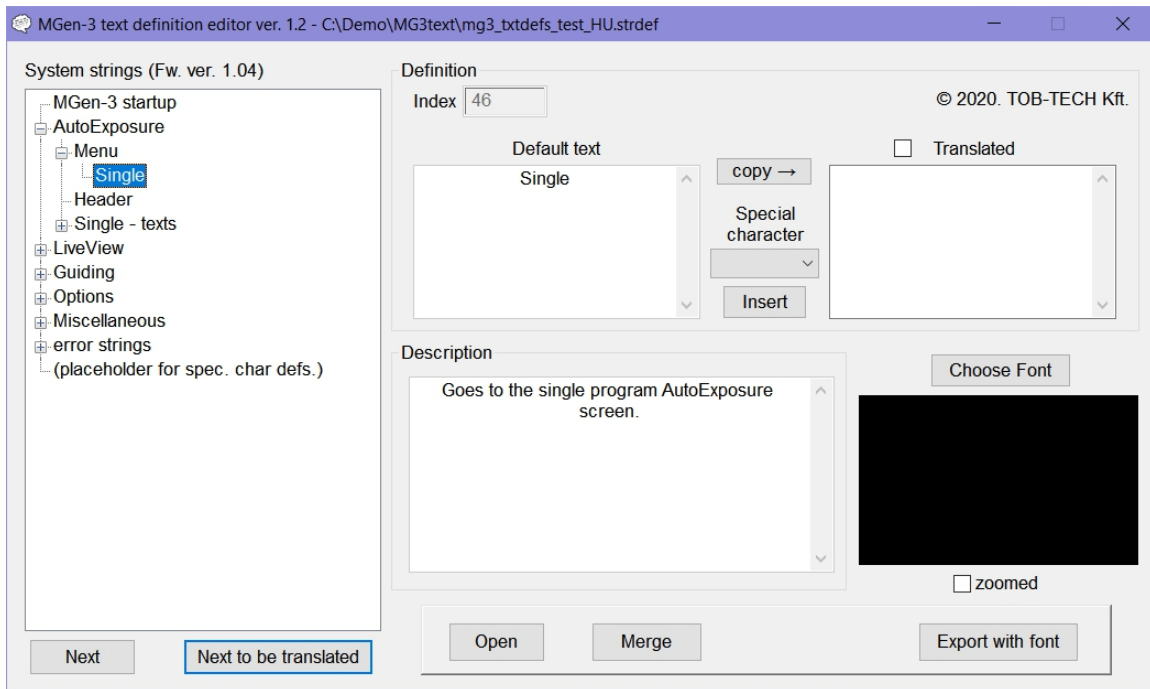 MGen-3 text definition editor ver. 1.2 - C:\Demo\MG3text\mg3_txtdefs_test_HU.strdef
System strings (Fw. ver. 1.04)
MGen-3 startup
AutoExposure
Menu
Single
Header
Single - texts
LiveView
Guiding
Options
Miscellaneous
error strings
(placeholder for spec. char defs.)
Next
Next to be translated
Definition
Index 46
© 2020. TOB-TECH Kft.
Default text
Single
copy →
Special
character
Insert
Translated
Description
Goes to the single program AutoExposure
screen.
Choose Font
zoomed
Open
Merge
Export with font